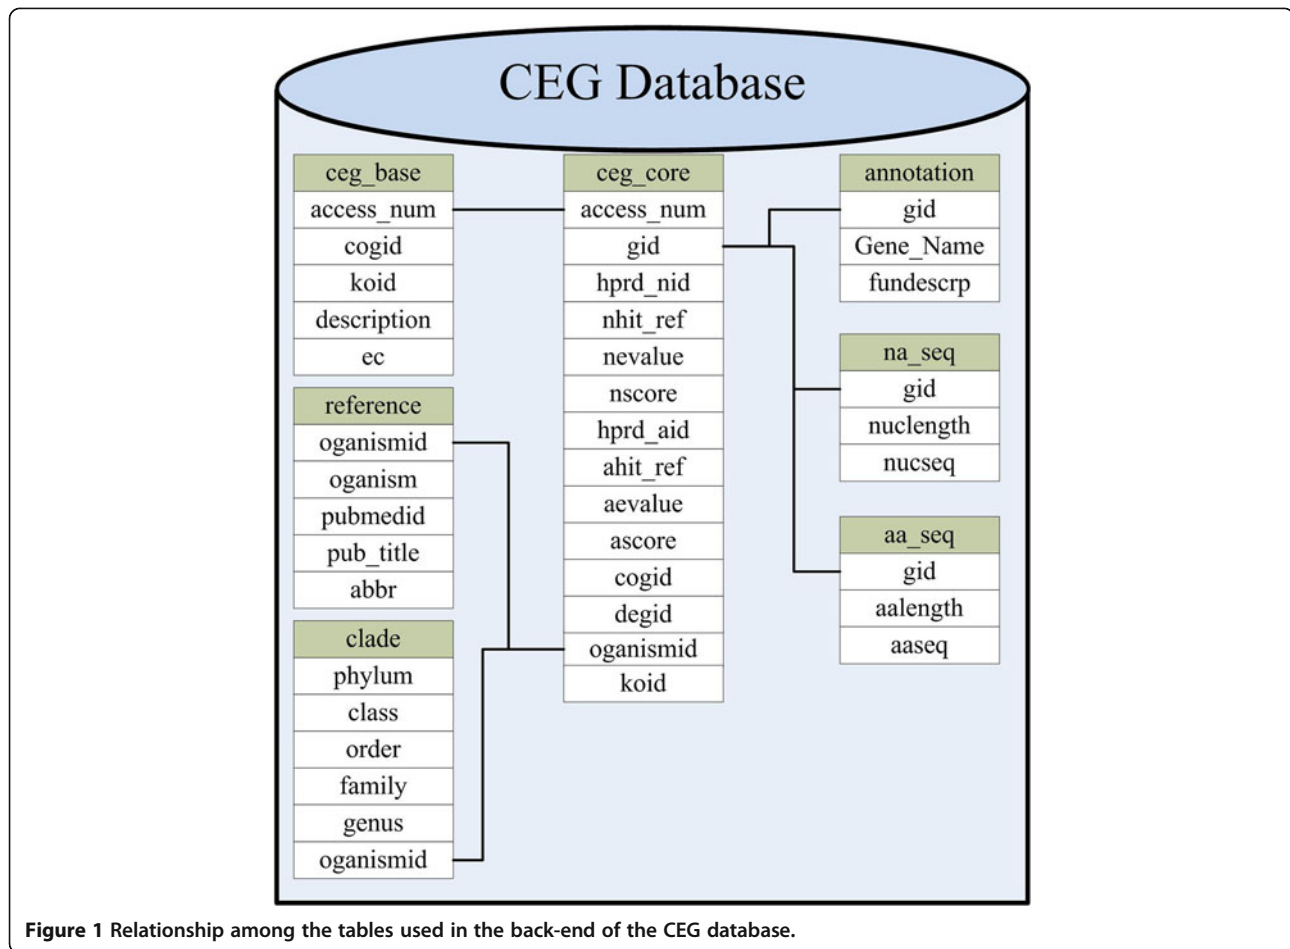 CEG Database
ceg_base
access_num
cogid
koid
description
ec
reference
oganismid
oganism
pubmedid
pub_title
abbr
clade
phylum
class
order
family
genus
oganismid
ceg_core
access_num
gid
hprd_nid
nhit_ref
nevalue
nscore
hprd_aid
ahit_ref
aevalue
ascore
cogid
degid
oganismid
koid
annotation
gid
Gene_Name
fundescrp
na_seq
gid
nuclength
nucseq
aa_seq
gid
aalength
aaseq
Figure 1 Relationship among the tables used in the back-end of the CEG database.